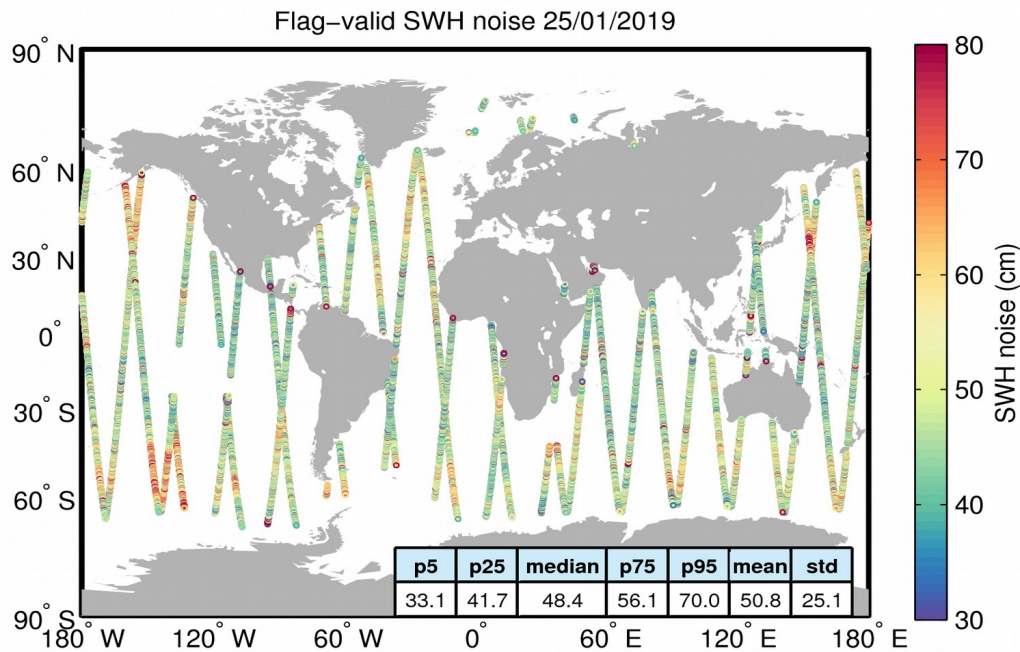 Flag−valid SWH noise 25/01/2019
90° N
60° N
30° N
0°
30° S
60° S
90° S
180° W
120° W
60° W
0°
60° E
120° E
180° E
p5 p25 median p75 p95 mean std
33.1 41.7 48.4 56.1 70.0 50.8 25.1
80
70
60
50
40
30
SWH noise (cm)